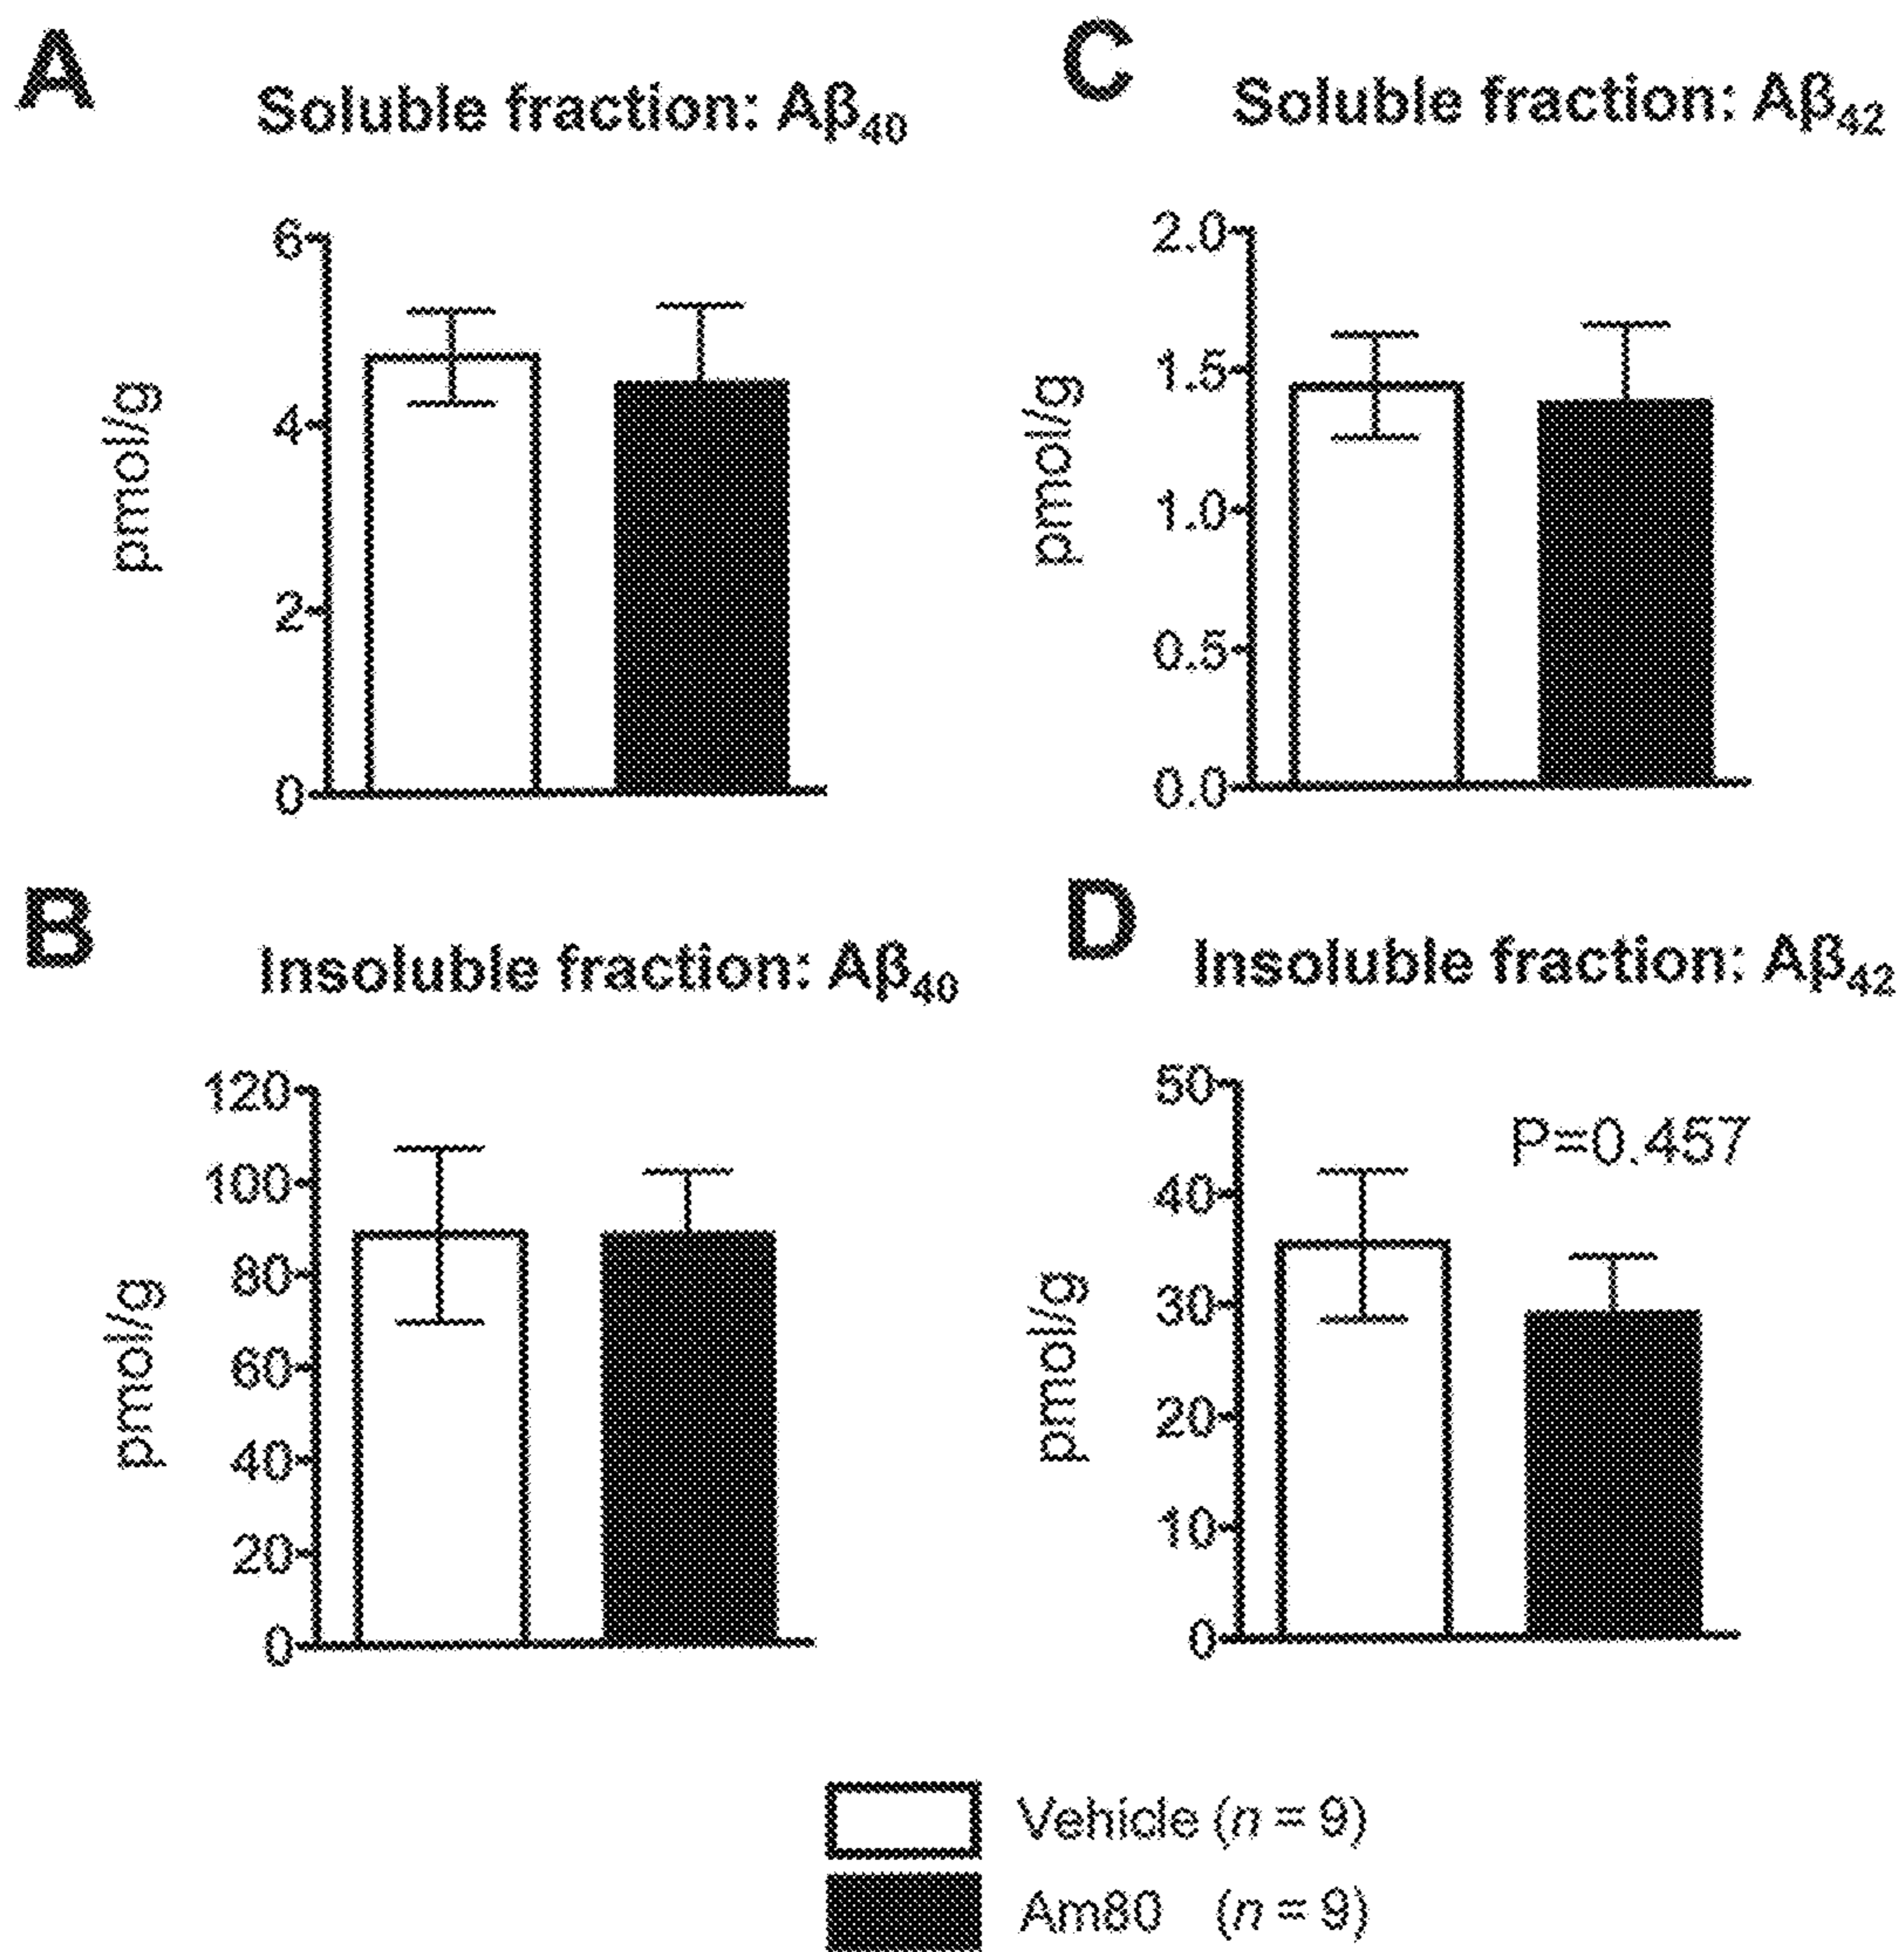 A
Soluble fraction: Aβ40
6
4
2
0
pmol/g
B
Insoluble fraction: Aβ40
120
100
80
60
40
20
0
pmol/g
C
Soluble fraction: Aβ42
2.0
1.5
1.0
0.5
0.0
pmol/g
D
Insoluble fraction: Aβ42
50
40
30
20
10
0
pmol/g
P=0.457
Vehicle (n = 9)
Am80 (n = 9)